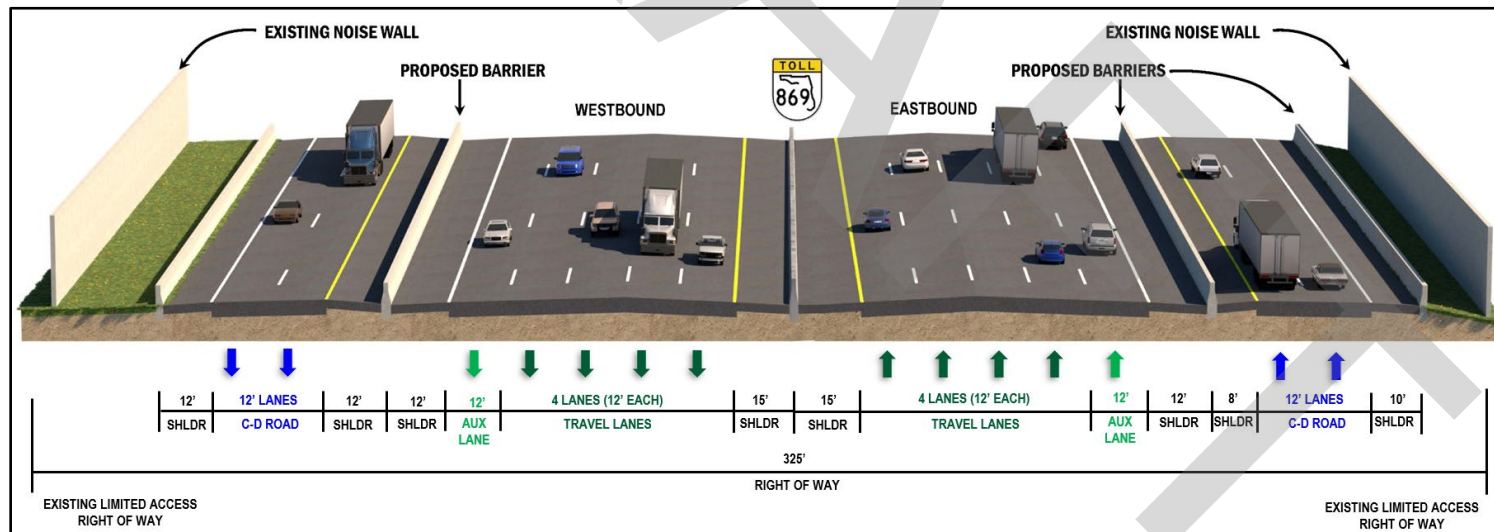 EXISTING NOISE WALL
EXISTING NOISE WALL
PROPOSED BARRIER
WESTBOUND
TOLL
869
EASTBOUND
PROPOSED BARRIERS
12' 12' LANES 12' 12' 12' 4 LANES (12' EACH) 15' 15' 4 LANES (12' EACH) 12' 12' 8' 12' LANES 10'
SHLDR C-D ROAD SHLDR SHLDR AUX TRAVEL LANES SHLDR SHLDR TRAVEL LANES AUX SHLDR SHLDR C-D ROAD SHLDR
LANE LANE
325'
RIGHT OF WAY
EXISTING LIMITED ACCESS
RIGHT OF WAY
EXISTING LIMITED ACCESS
RIGHT OF WAY